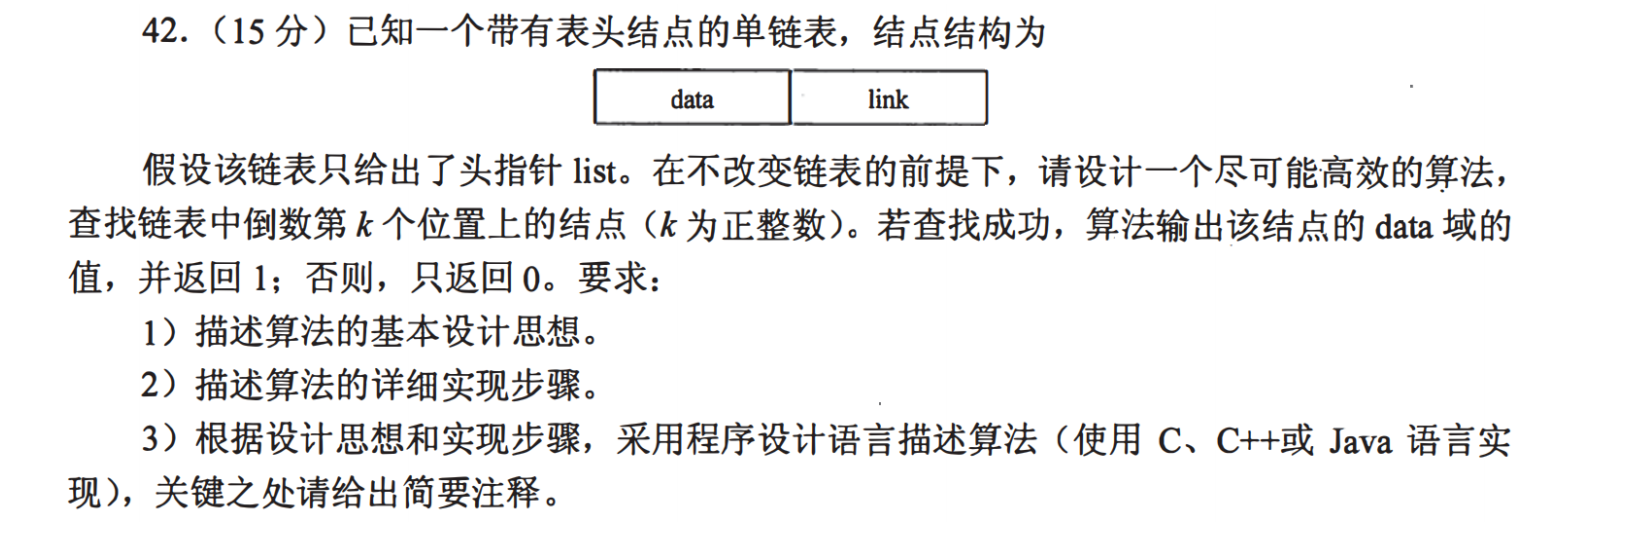 42.（15 分）已知一个带有表头结点的单链表，结点结构为
data link
假设该链表只给出了头指针 list。在不改变链表的前提下，请设计一个尽可能高效的算法，
查找链表中倒数第 k 个位置上的结点（k 为正整数）。若查找成功，算法输出该结点的 data 域的
值，并返回 1；否则，只返回 0。要求：
1）描述算法的基本设计思想。
2）描述算法的详细实现步骤。
3）根据设计思想和实现步骤，采用程序设计语言描述算法（使用 C、C++或 Java 语言实
现），关键之处请给出简要注释。